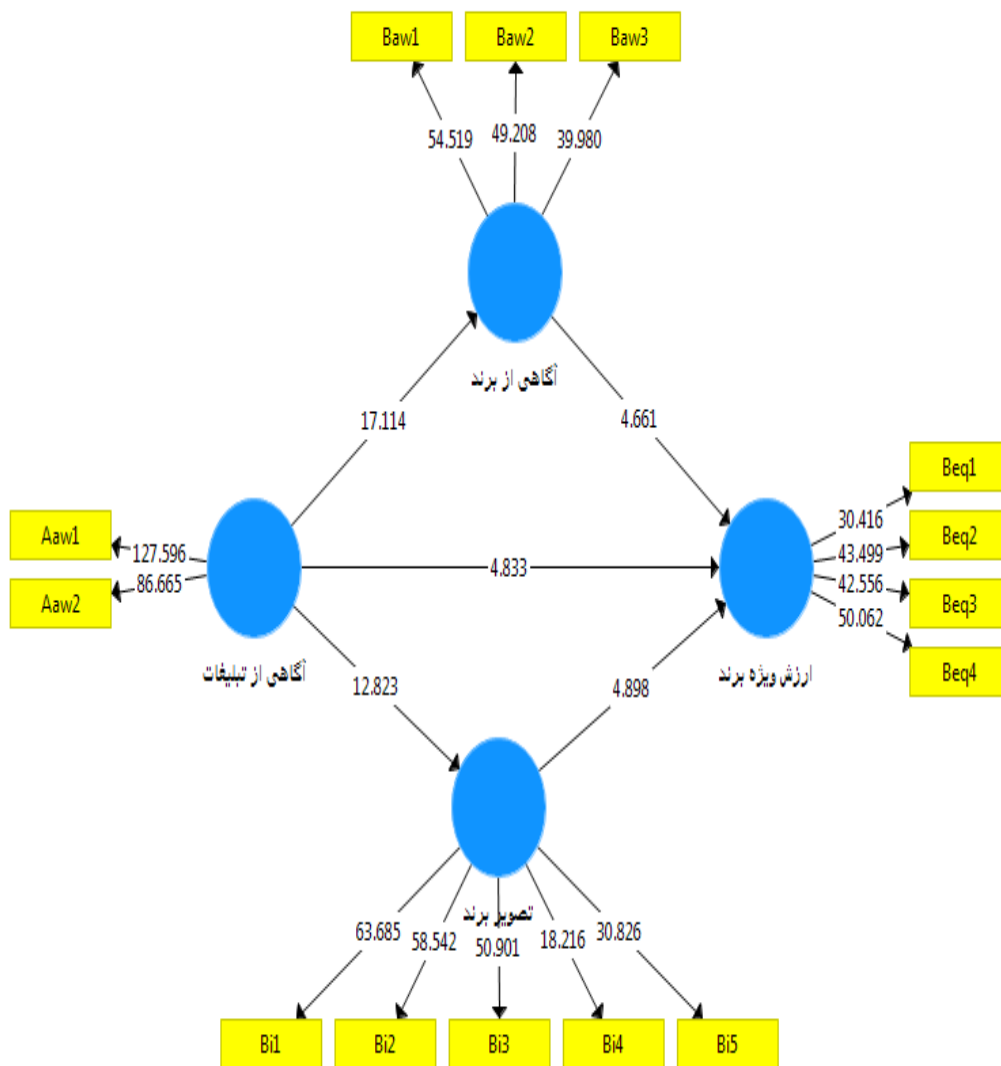 Baw1 Baw2 Baw3
54.519 49.208 39.980
آگاهی از برند
17.114 4.661
Aaw1
Aaw2
127.596
86.665
4.833
Beq1
Beq2
Beq3
Beq4
30.416
43.499
42.556
50.062
آگاهی از تبلیغات
ارزش ویژه برند
12.823 4.898
تصویر برند
63.685 58.542 50.901 18.216 30.826
Bi1 Bi2 Bi3 Bi4 Bi5